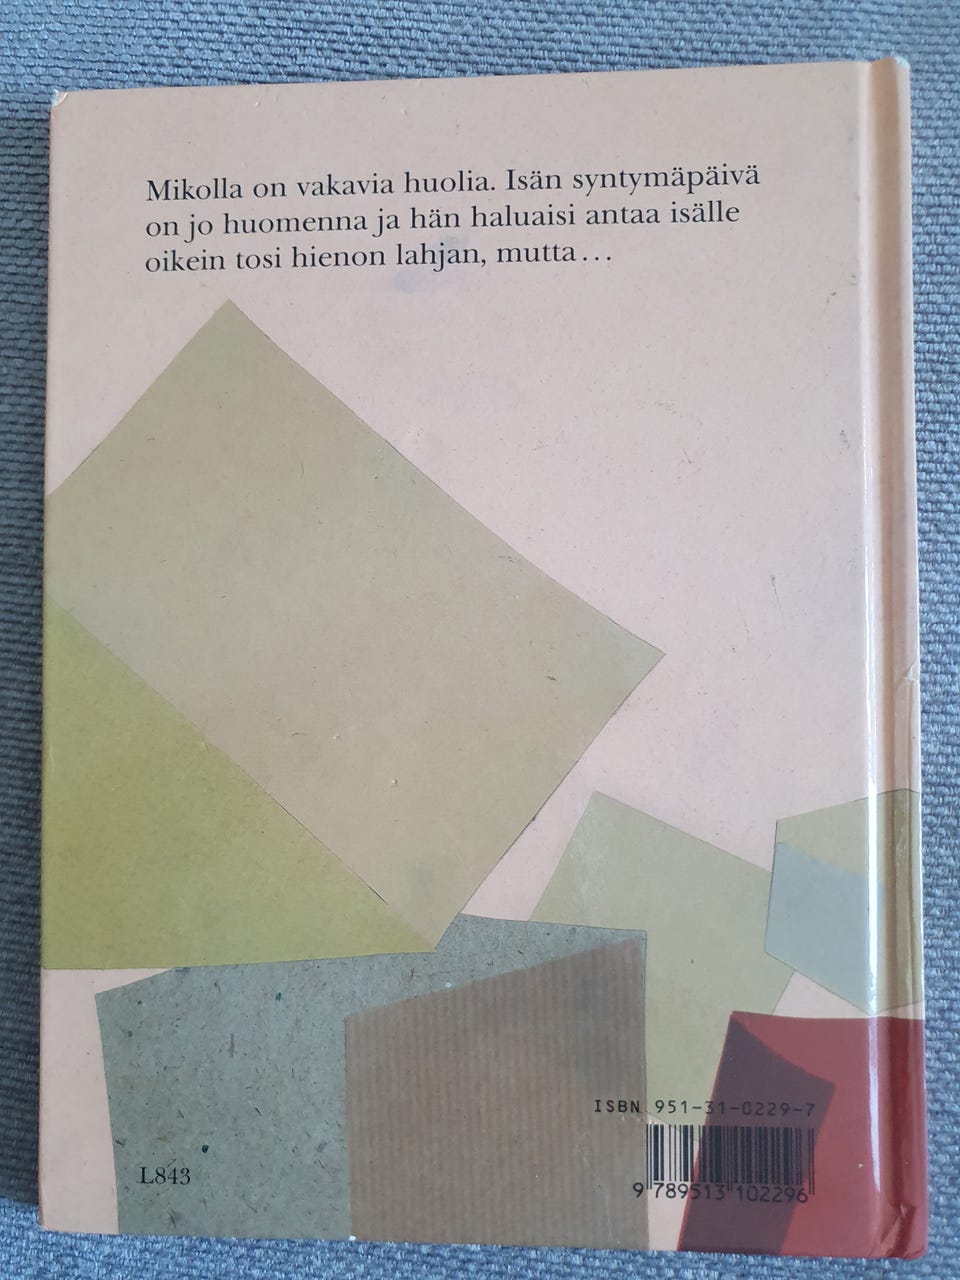 Mikolla on vakavia huolia. Isän syntymäpäivä
on jo huomenna ja hän haluaisi antaa isälle
oikein tosi hienon lahjan, mutta...
ISBN 951-31-0229-7
L843
9 789513 102296